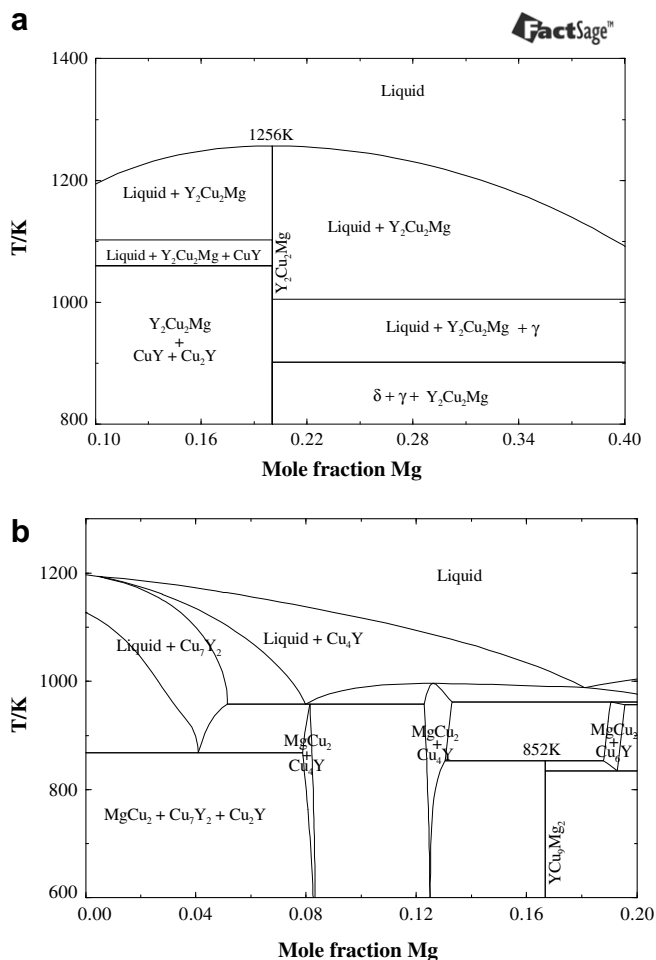 a
FactSage™
1400
Liquid
1256K
1200
Liquid + Y₂Cu₂Mg
Liquid + Y₂Cu₂Mg
Y₂Cu₂Mg
T/K
Liquid + Y₂Cu₂Mg + CuY
1000
Liquid + Y₂Cu₂Mg + γ
Y₂Cu₂Mg
+
CuY + Cu₂Y
δ + γ + Y₂Cu₂Mg
800
0.10 0.16 0.22 0.28 0.34 0.40
Mole fraction Mg
b
1200
Liquid
Liquid + Cu₇Y₂
Liquid + Cu₄Y
T/K
1000
MgCu₂
+
Cu₄Y
MgCu₂
+
Cu₄Y
MgCu₂
+
Cu₆Y
852K
800
MgCu₂ + Cu₇Y₂ + Cu₂Y
YCu₉Mg₂
600
0.00 0.04 0.08 0.12 0.16 0.20
Mole fraction Mg